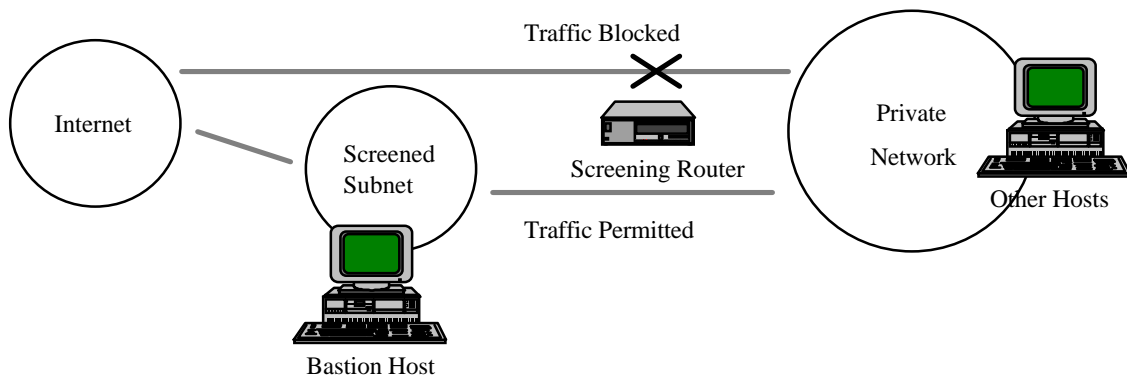 Traffic Blocked
Internet
Screened
Subnet
Screening Router
Private
Network
Other Hosts
Traffic Permitted
Bastion Host